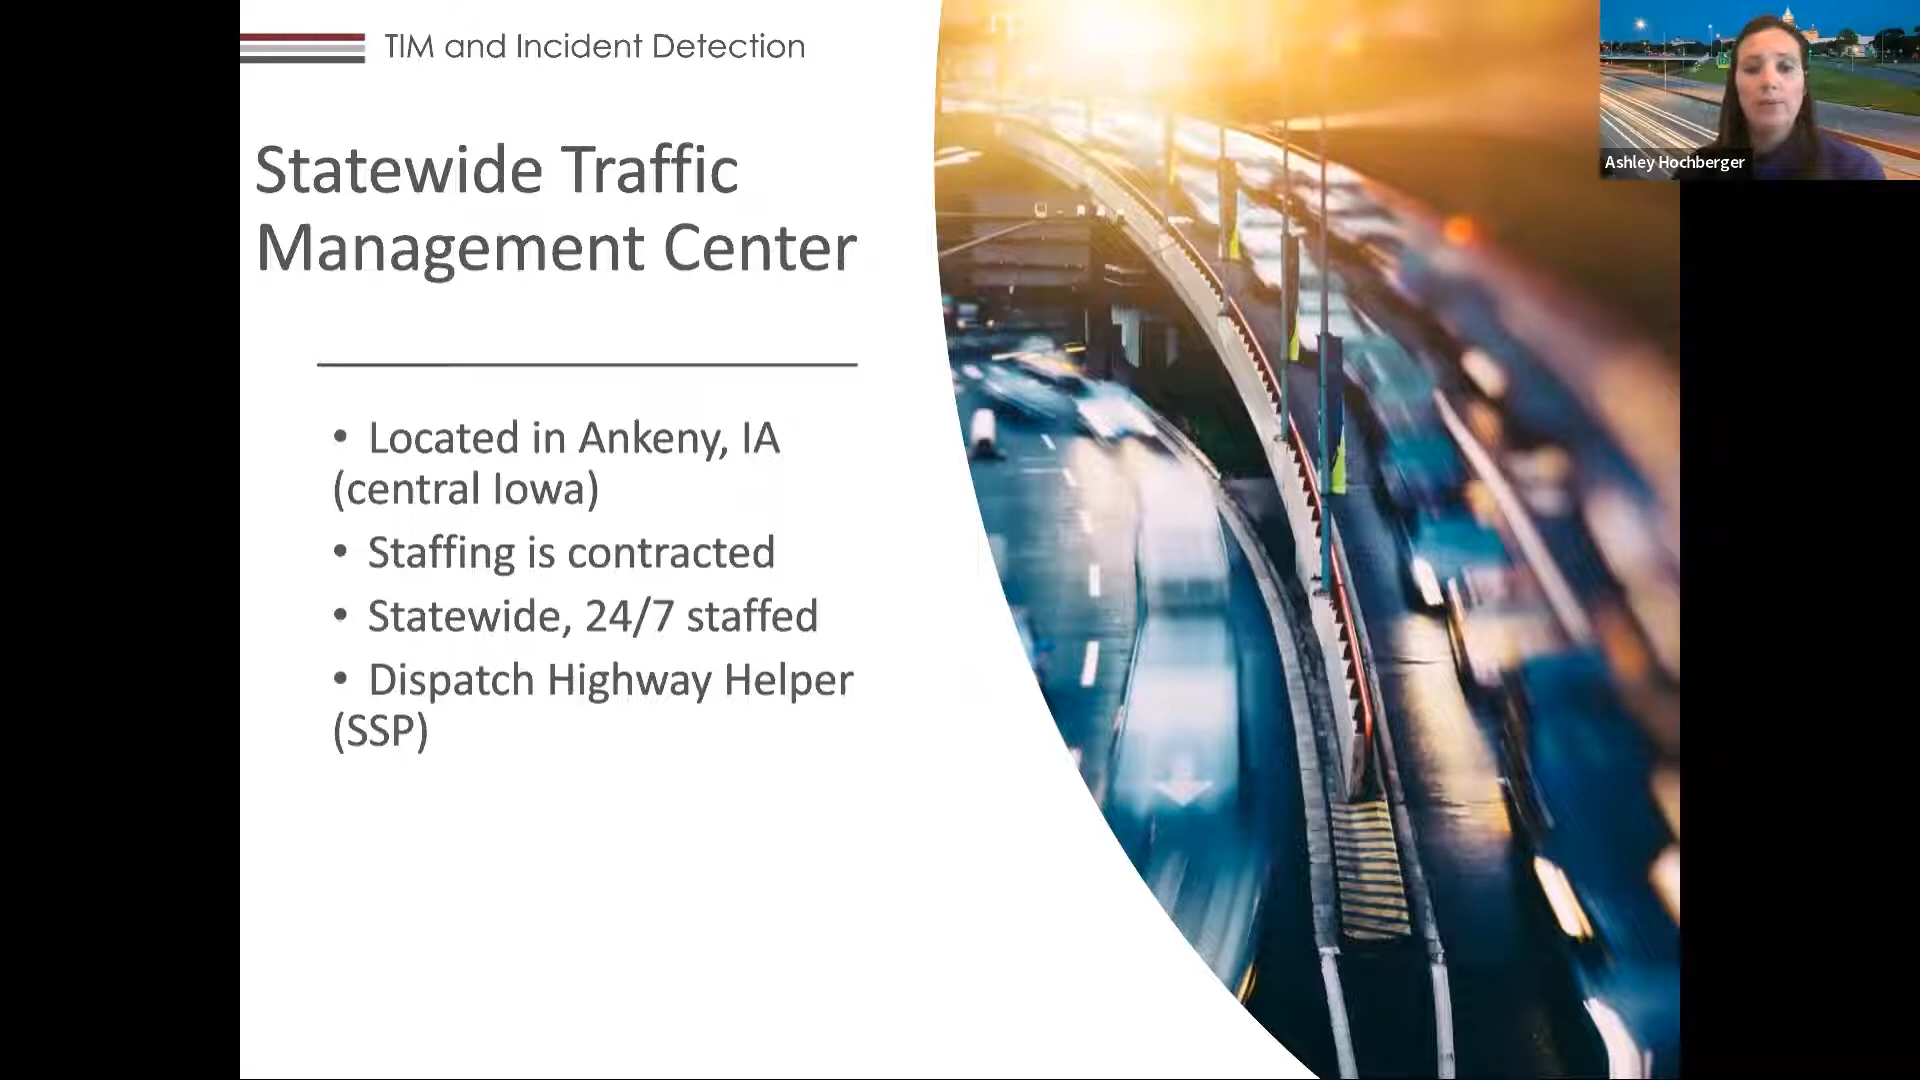 TIM and Incident Detection
Statewide Traffic
Management Center
• Located in Ankeny, IA
(central Iowa)
• Staffing is contracted
• Statewide, 24/7 staffed
• Dispatch Highway Helper
(SSP)
Ashley Hochberger